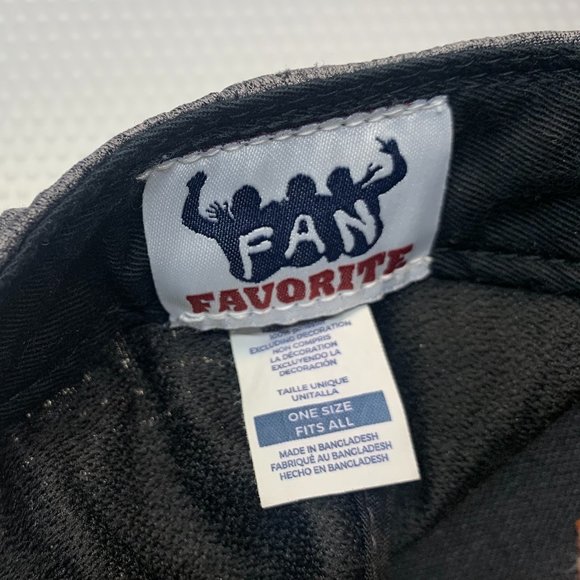 FAN
FAVORITE
EXCLUDING DECORATION
NON COMPRIS
LA DÉCORATION
EXCLUYENDO LA
DECORACIÓN
TAILLE UNIQUE
UNITALLA
ONE SIZE
FITS ALL
MADE IN BANGLADESH
FABRIQUÉ AU BANGLADESH
HECHO EN BANGLADESH